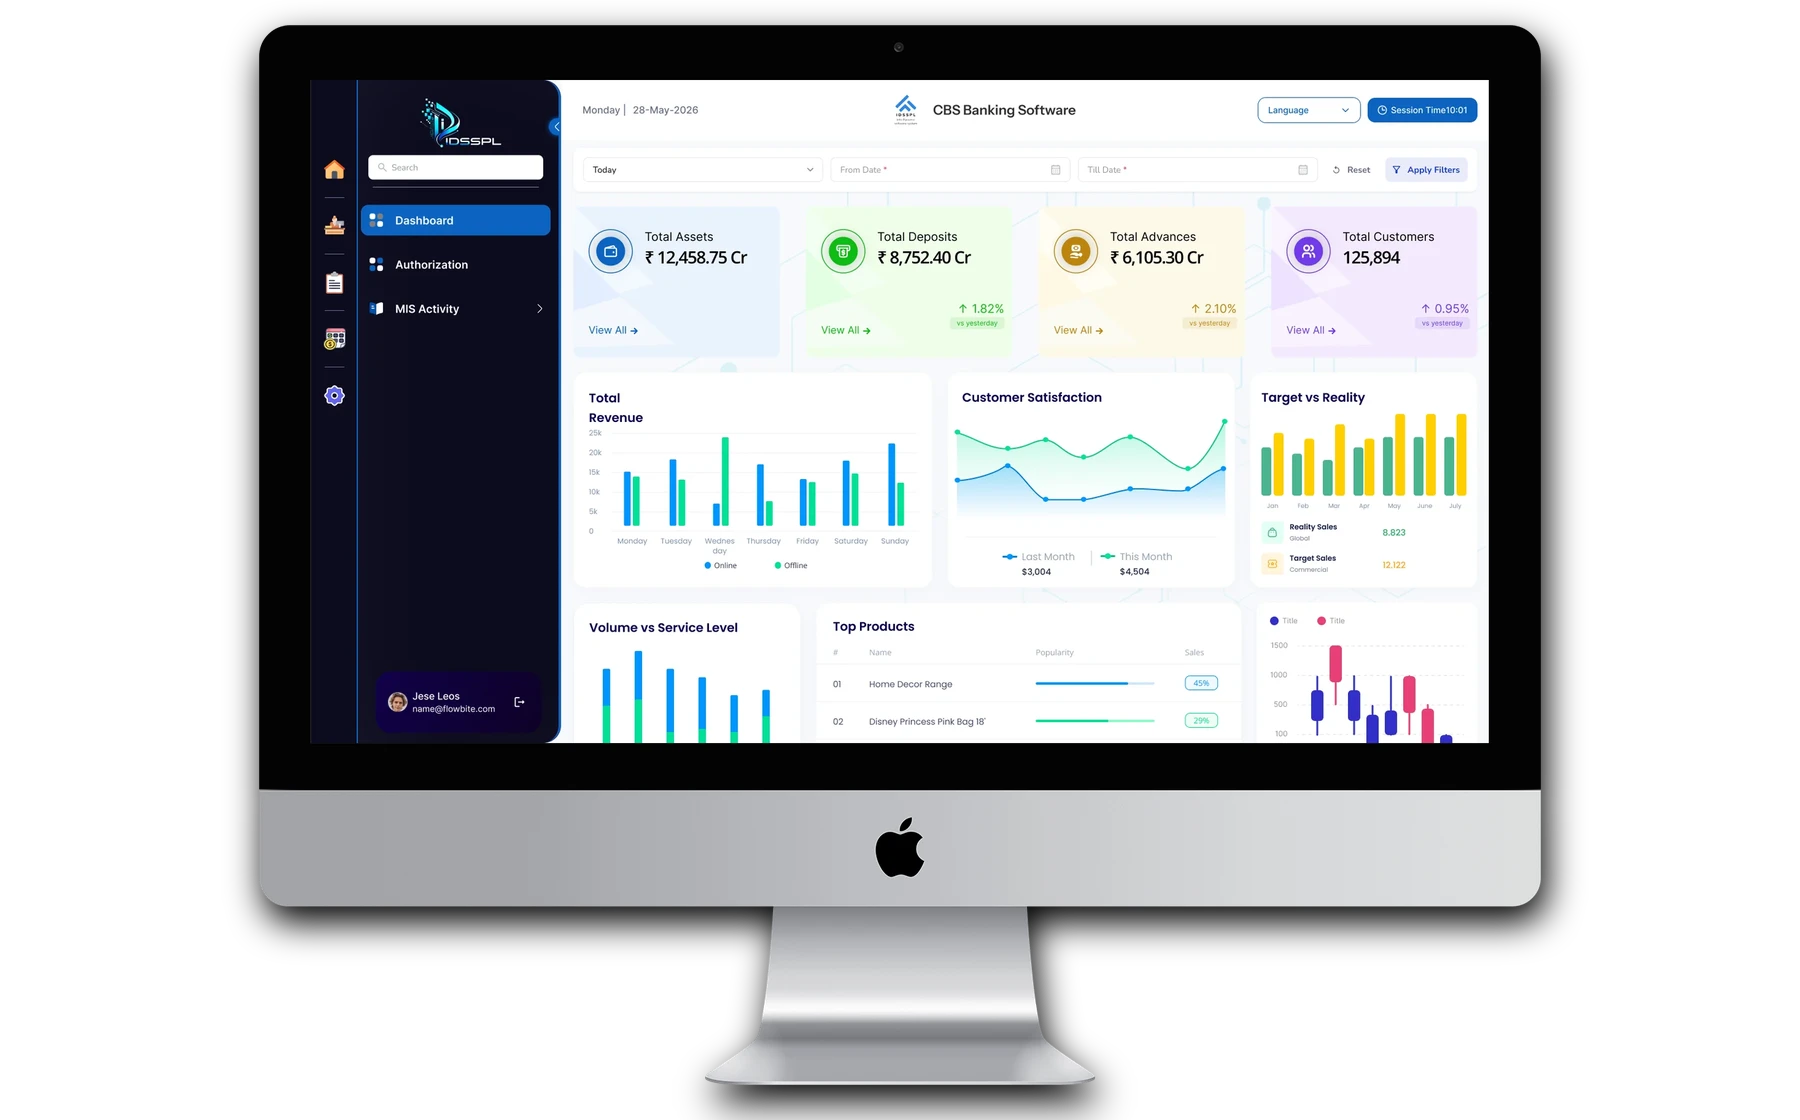 IDSSPL
Search
Dashboard
Authorization
MIS Activity
Jese Leos
name@flowbite.com
Monday | 28-May-2026
IDSSPL
CBS Banking Software
Language
Session Time10:01
Today
From Date *
Till Date *
Reset
Apply Filters
Total Assets
₹ 12,458.75 Cr
View All →
Total Deposits
₹ 8,752.40 Cr
↑ 1.82%
vs yesterday
View All →
Total Advances
₹ 6,105.30 Cr
↑ 2.10%
vs yesterday
View All →
Total Customers
125,894
↑ 0.95%
vs yesterday
View All →
Total
Revenue
25k
20k
15k
10k
5k
0
Monday Tuesday Wednes Thursday Friday Saturday Sunday
day
Online Offline
Customer Satisfaction
Last Month This Month
$3,004 $4,504
Target vs Reality
Jan Feb Mar Apr May June July
Reality Sales
Global
8.823
Target Sales
Commercial
12.122
Volume vs Service Level
Top Products
# Name Popularity Sales
01 Home Decor Range 45%
02 Disney Princess Pink Bag 18' 29%
Title Title
1500
1000
500
100